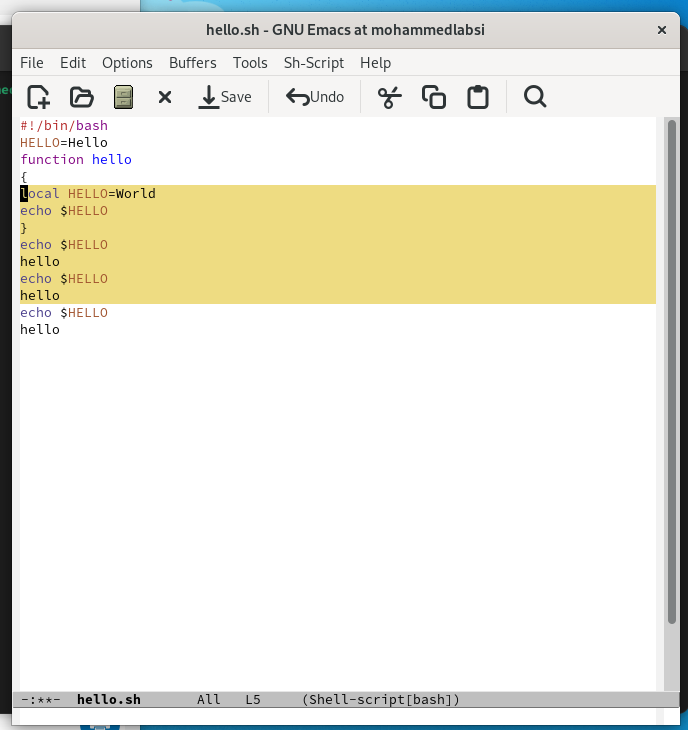 hello.sh - GNU Emacs at mohammedlabsi
File Edit Options Buffers Tools Sh-Script Help
Save Undo
#!/bin/bash
HELLO=Hello
function hello
{
local HELLO=World
echo $HELLO
}
echo $HELLO
hello
echo $HELLO
hello
echo $HELLO
hello
-:**- hello.sh All L5 (Shell-script[bash])